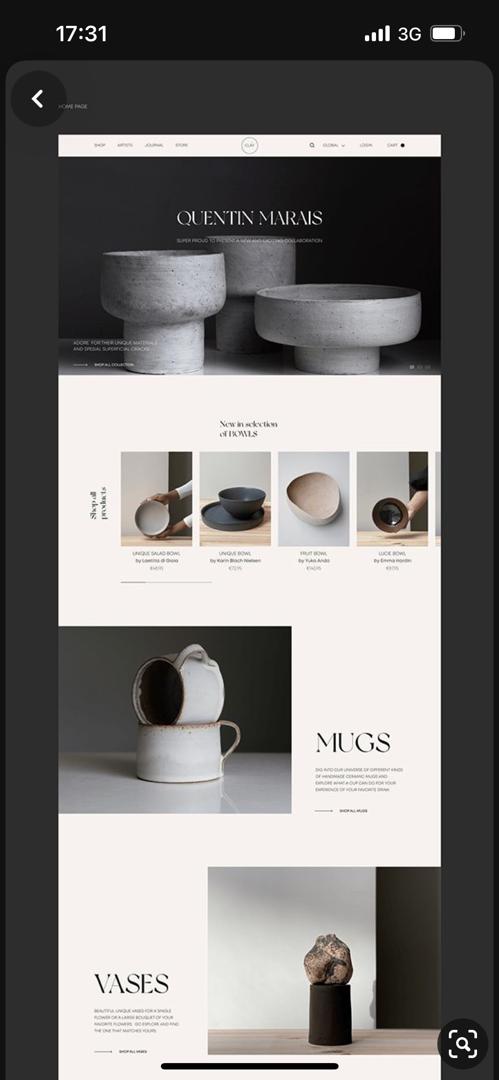 17:31
3G
HOME PAGE
SHOP ARTISTS JOURNAL STORE
CLAY
GLOBAL LOGIN CART
QUENTIN MARAIS
SUPER PROUD TO PRESENT A NEW AND EXCITING COLLABORATION
ADORE FOR THEIR UNIQUE MATERIALS
AND SPECIAL SUPERFICIAL CRACKS
SHOP ALL COLLECTION
New in selection
of BOWLS
Shop all
products
UNIQUE SALAD BOWL
by Laetitia di Gioia
UNIQUE BOWL
by Karin Blach Nielsen
€72,95
FRUIT BOWL
by Yuko Ando
€140,95
LUCIE BOWL
by Emma Hardin
€97,95
MUGS
DIG INTO OUR UNIVERSE OF DIFFERENT KINDS
OF HANDMADE CERAMIC MUGS AND
EXPLORE WHAT A CUP CAN DO FOR YOUR
EXPERIENCE OF YOUR FAVORITE DRINK
SHOP ALL MUGS
VASES
BEAUTIFUL UNIQUE VASES FOR A SINGLE
FLOWER OR A LARGE BOUQUET OF YOUR
FAVORITE FLOWERS. GO EXPLORE AND FIND
THE ONE THAT MATCHES YOURS.
SHOP ALL VASES